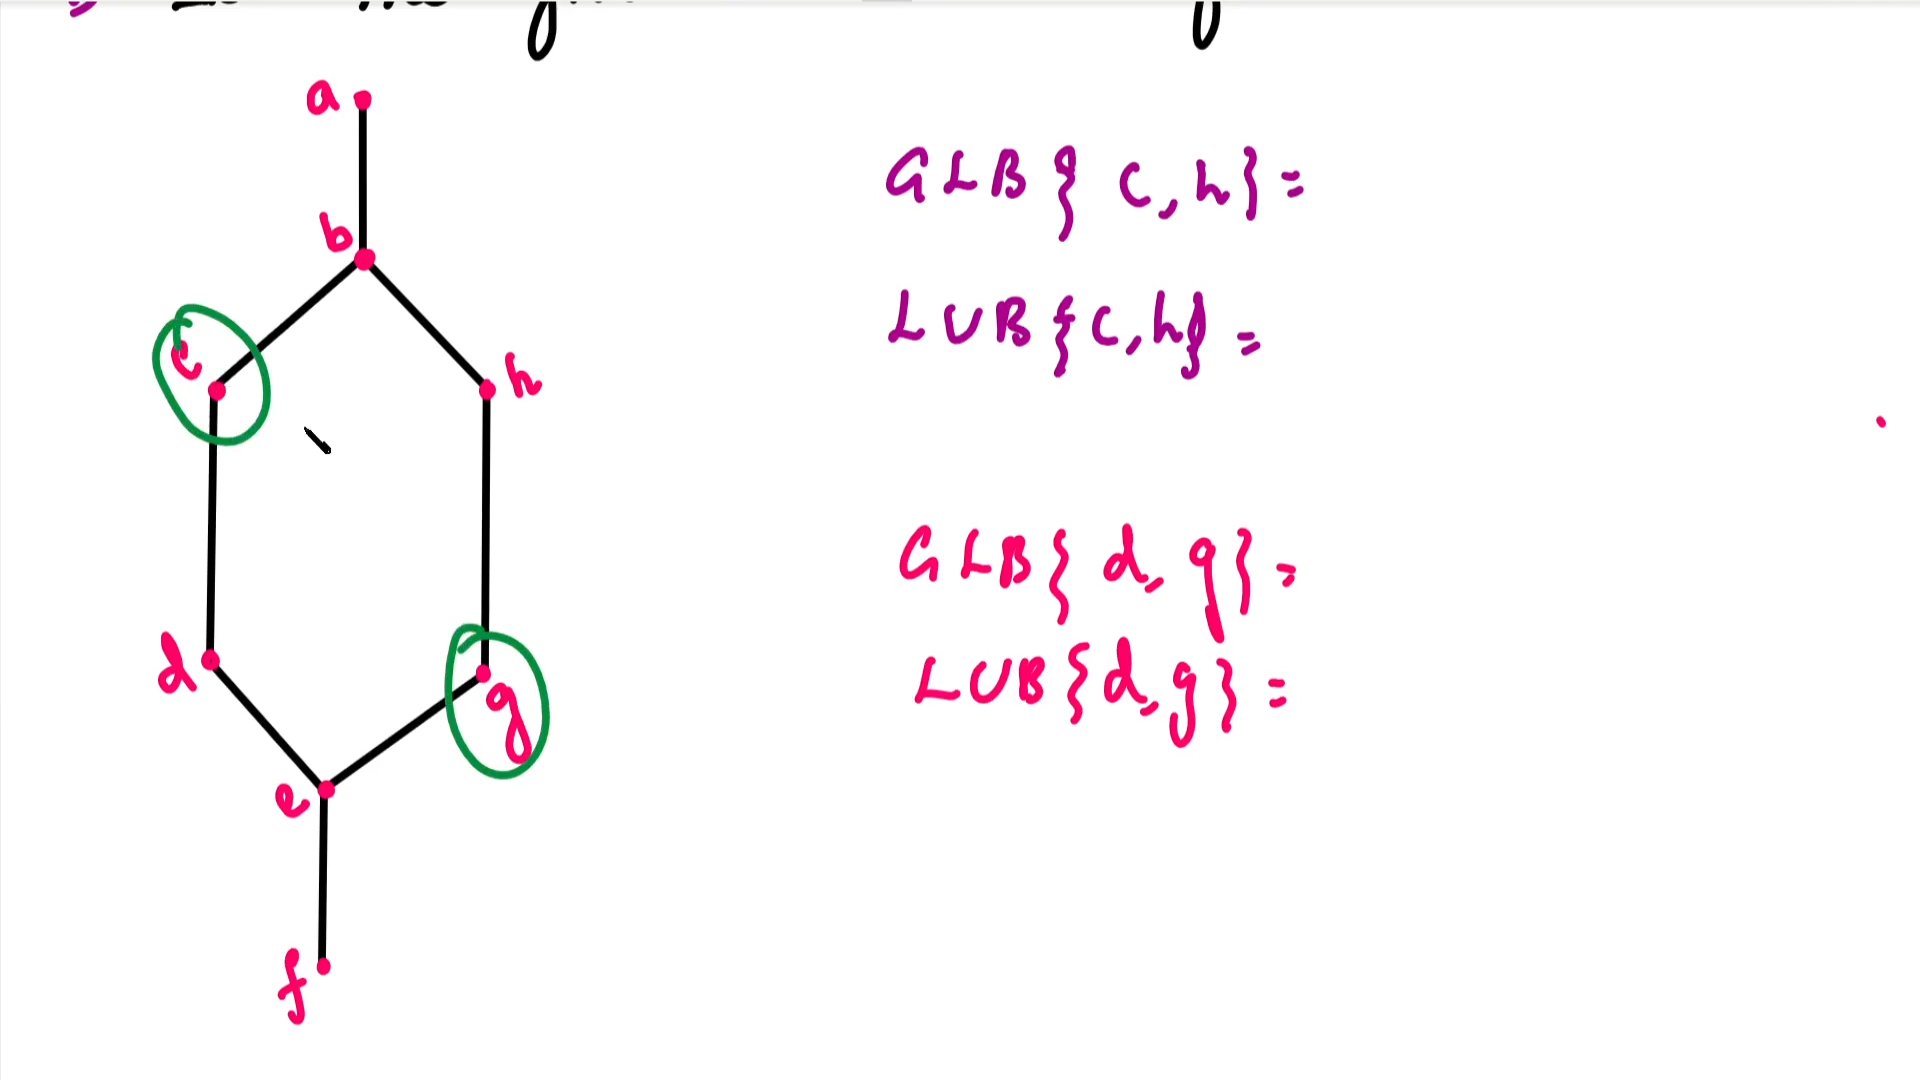 a
GLB{ c, h} =
b
LUB{c, h} =
c
h
GLB{ d, g} =
d
LUB{d, g} =
g
e
f